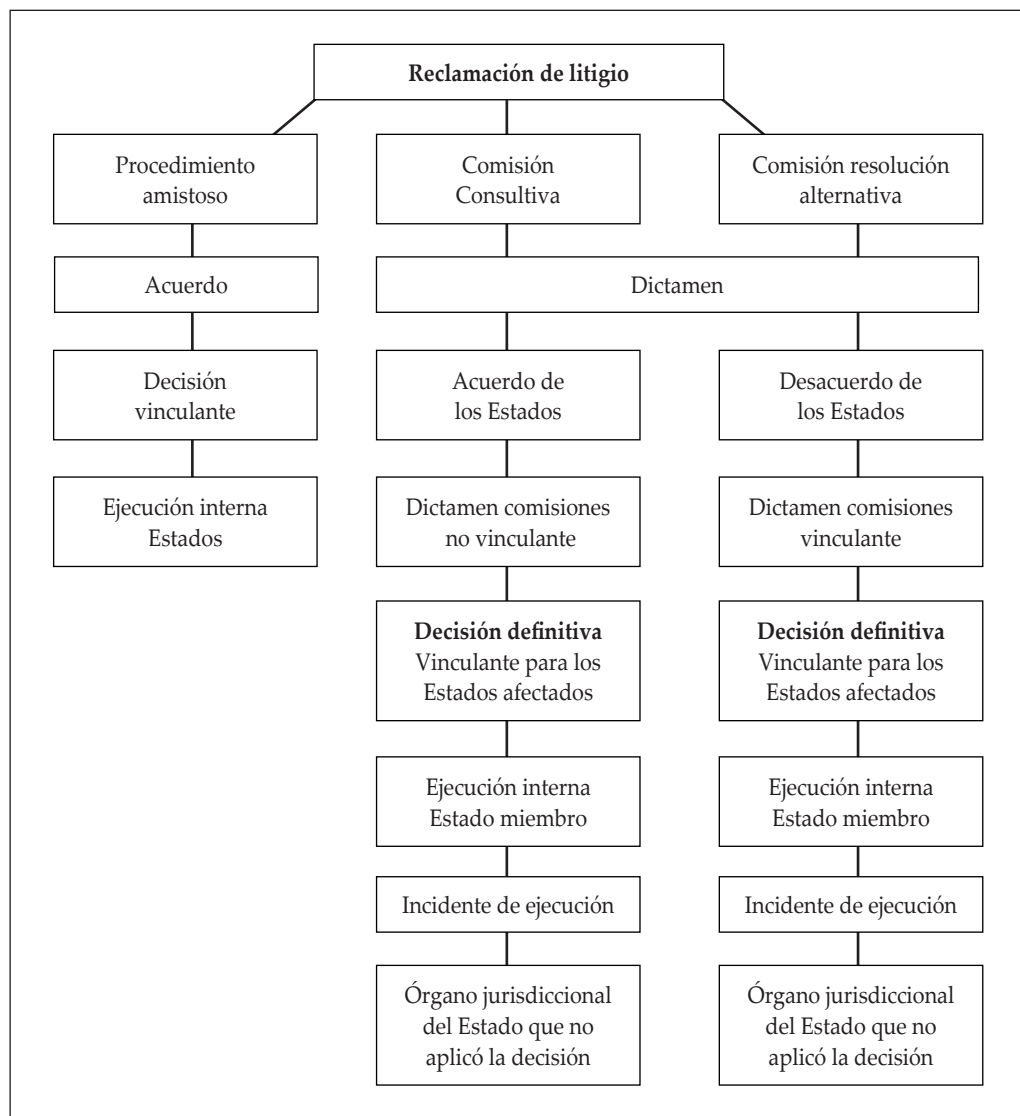 Reclamación de litigio
Procedimiento
amistoso
Comisión
Consultiva
Comisión resolución
alternativa
Acuerdo
Dictamen
Decisión
vinculante
Acuerdo de
los Estados
Desacuerdo de
los Estados
Ejecución interna
Estados
Dictamen comisiones
no vinculante
Dictamen comisiones
vinculante
Decisión definitiva
Vinculante para los
Estados afectados
Decisión definitiva
Vinculante para los
Estados afectados
Ejecución interna
Estado miembro
Ejecución interna
Estado miembro
Incidente de ejecución
Incidente de ejecución
Órgano jurisdiccional
del Estado que no
aplicó la decisión
Órgano jurisdiccional
del Estado que no
aplicó la decisión